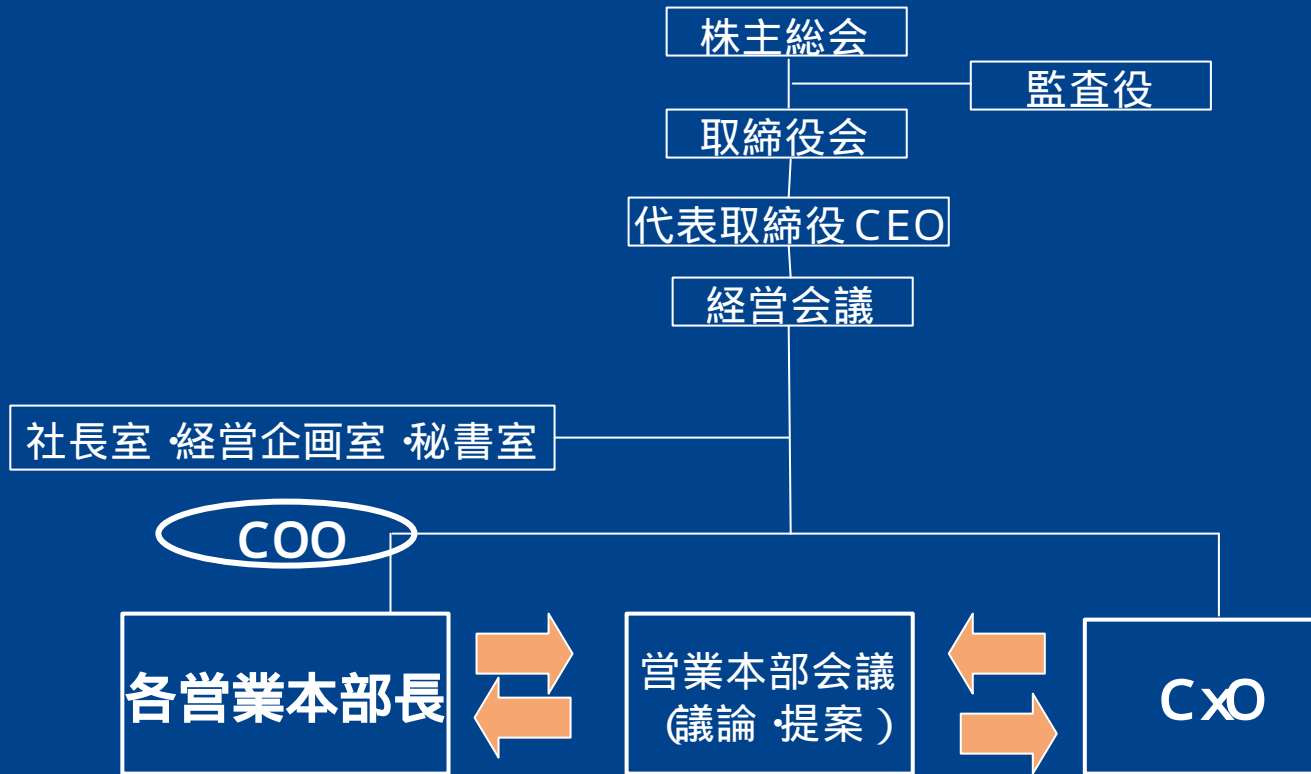 株主総会
監査役
取締役会
代表取締役CEO
経営会議
社長室・経営企画室・秘書室
COO
各営業本部長
営業本部会議
(議論・提案)
CxO